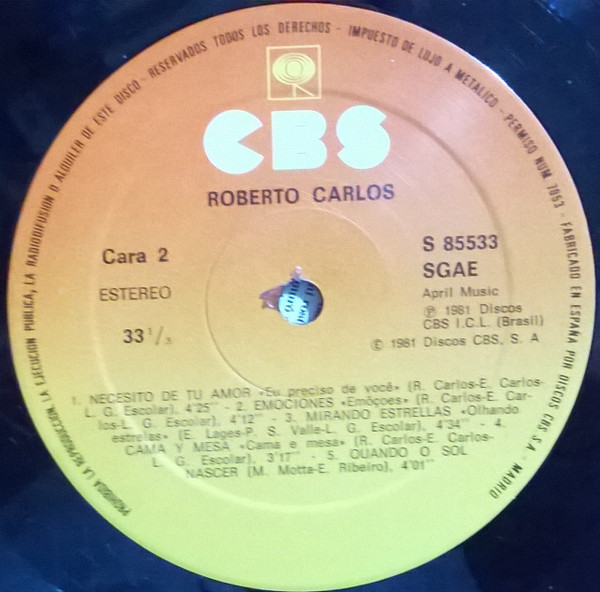 PROHIBIDA LA REPRODUCCION, LA EJECUCION PUBLICA, LA RADIODIFUSION O ALQUILER DE ESTE DISCO - RESERVADOS TODOS LOS DERECHOS - IMPUESTO DE LUJO A METALICO - PERMISO NUM. 7053 - FABRICADO EN ESPAÑA POR DISCOS CBS S.A. - MADRID
CBS
ROBERTO CARLOS
Cara 2
ESTEREO
33 1/3
S 85533
SGAE
April Music
Ⓟ 1981 Discos
CBS I.C.L. (Brasil)
© 1981 Discos CBS, S. A
1. NECESITO DE TU AMOR «Eu preciso de você» (R. Carlos-E. Carlos-
L. G. Escolar), 4'25'' - 2. EMOCIONES «Emôçoes» (R. Carlos-E. Car-
los-L. G. Escolar), 4'12'' - 3. MIRANDO ESTRELLAS «Olhando
estrelas» (E. Lages-P. S. Valle-L. G. Escolar), 4'34'' - 4.
CAMA Y MESA «Cama e mesa» (R. Carlos-E. Carlos-
L. G. Escolar), 3'17'' - 5. QUANDO O SOL
NASCER (M. Motta-E. Ribeiro), 4'01''